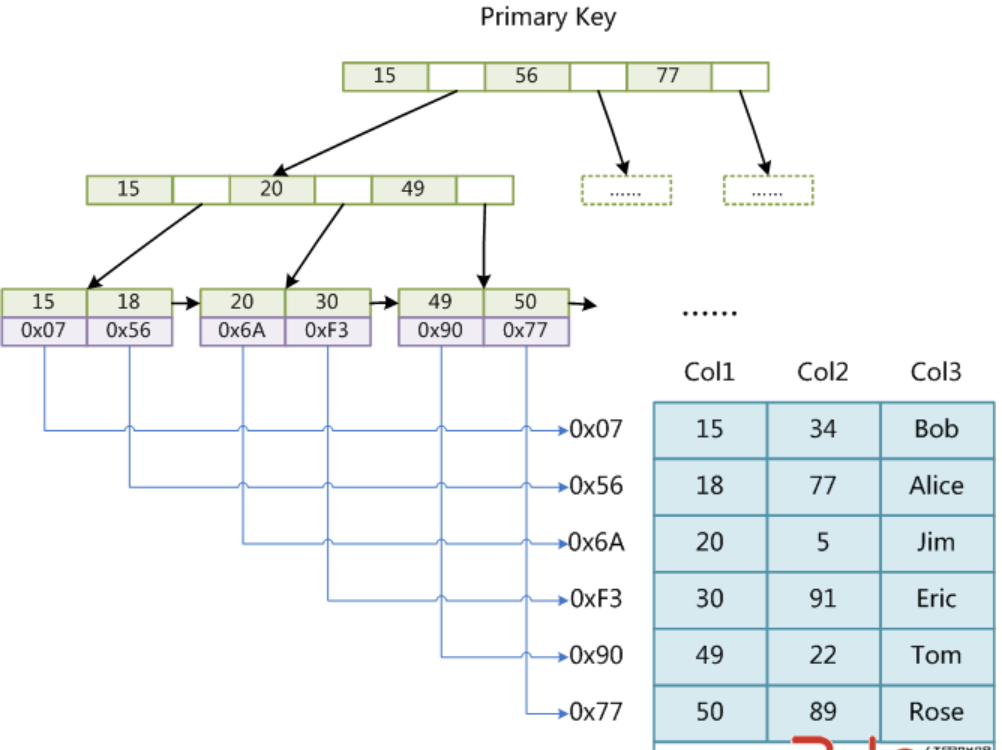 Primary Key
15 56 77
15 20 49 ...... ......
15 18 20 30 49 50
0x07 0x56 0x6A 0xF3 0x90 0x77
......
Col1 Col2 Col3
0x07 15 34 Bob
0x56 18 77 Alice
0x6A 20 5 Jim
0xF3 30 91 Eric
0x90 49 22 Tom
0x77 50 89 Rose